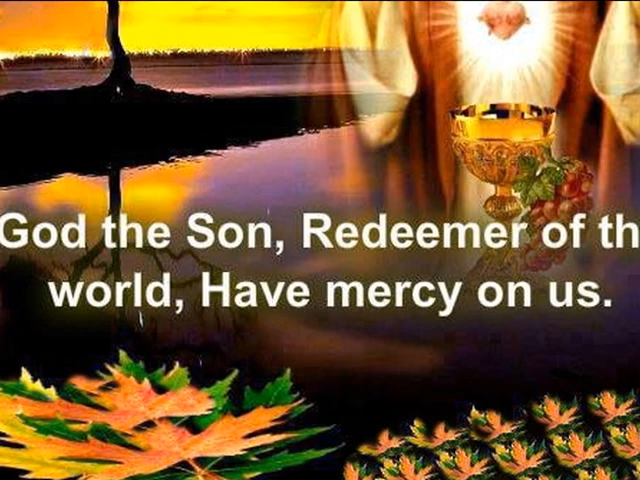 God the Son, Redeemer of th
world, Have mercy on us.